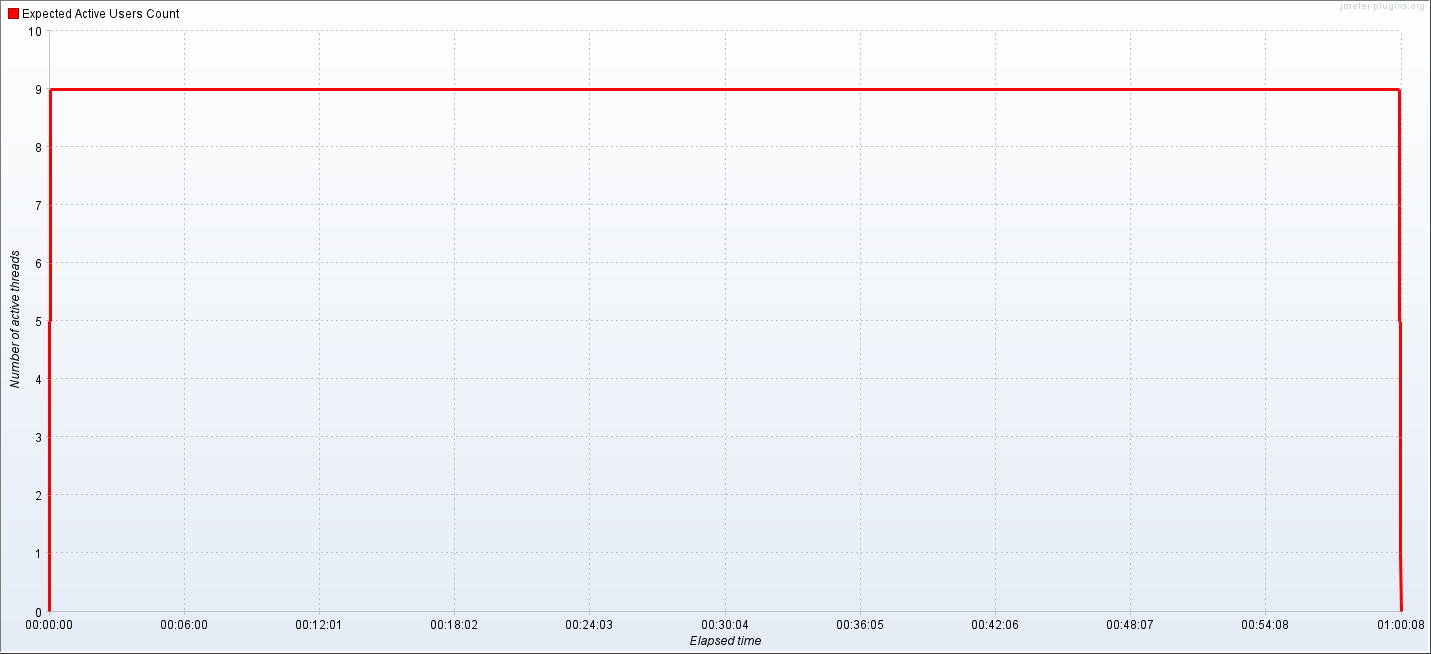 Expected Active Users Count
jmeter-plugins.org
10
9
8
7
6
5
4
3
2
1
0
Number of active threads
00:00:00 00:06:00 00:12:01 00:18:02 00:24:03 00:30:04 00:36:05 00:42:06 00:48:07 00:54:08 01:00:08
Elapsed time